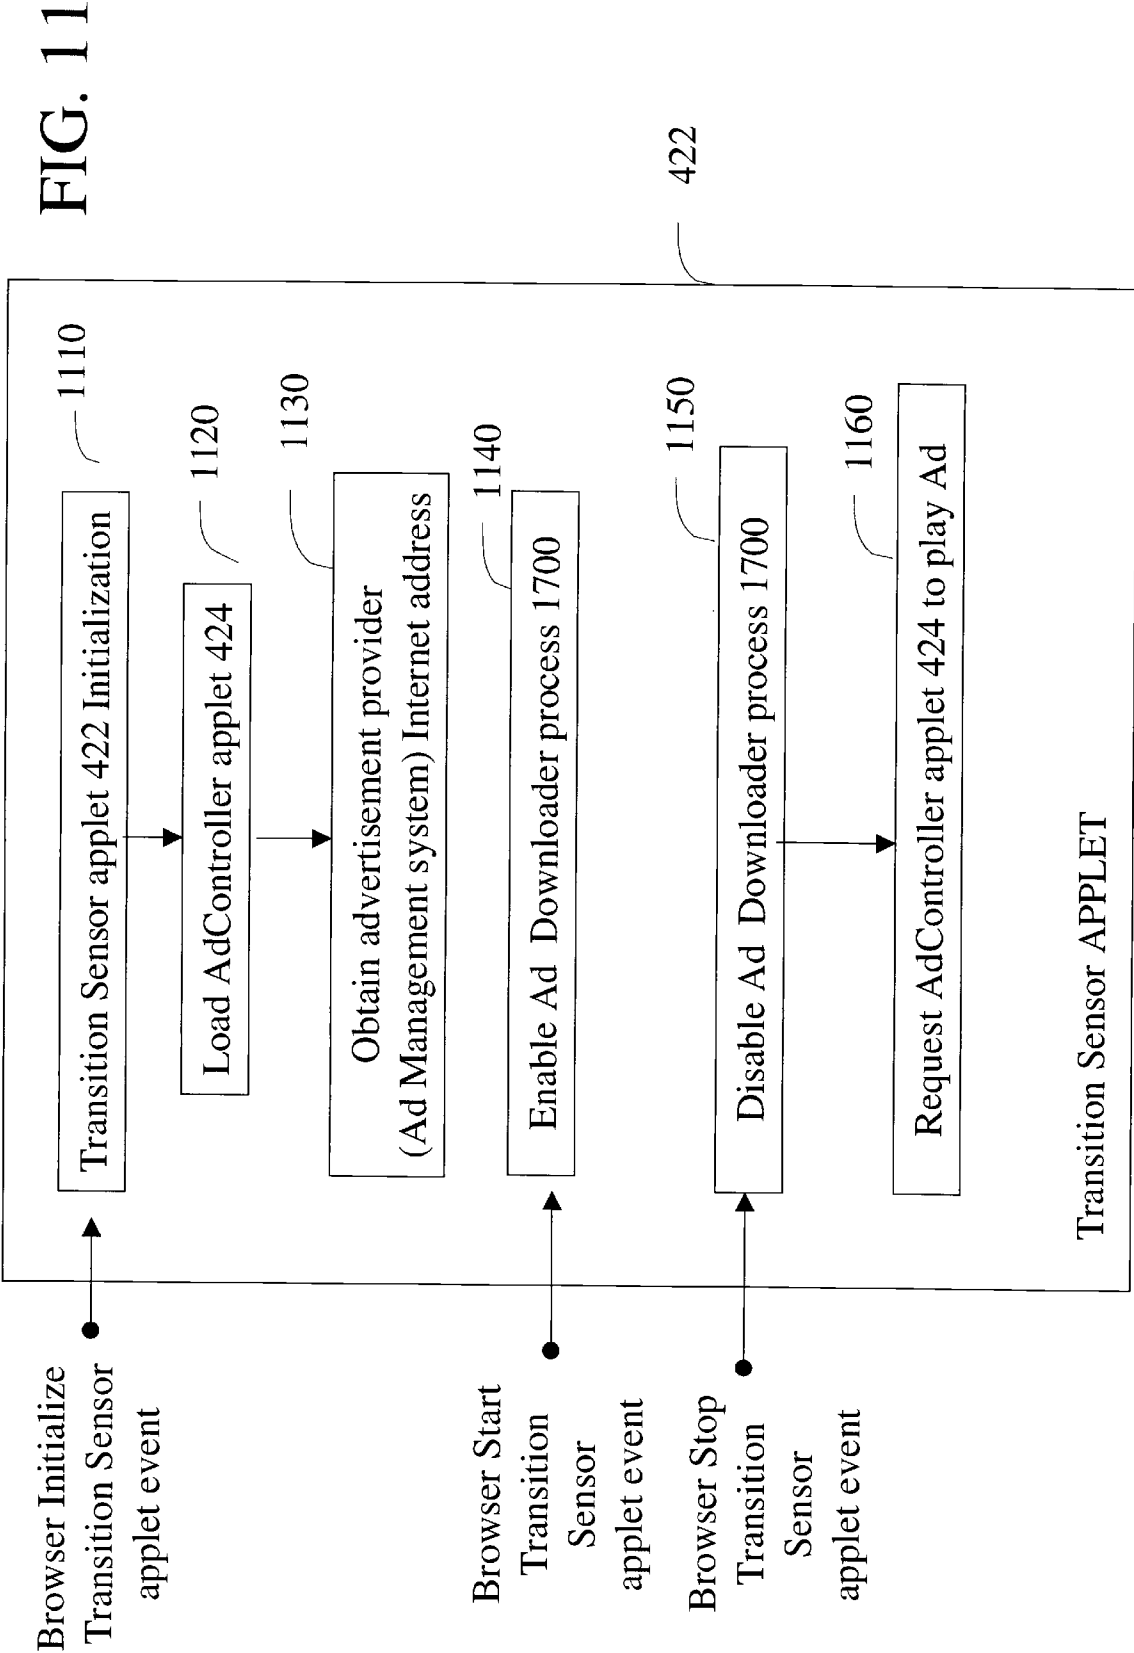 FIG. 11
Browser Initialize
Transition Sensor
applet event
Transition Sensor applet 422 Initialization
1110
Load AdController applet 424
1120
Obtain advertisement provider
(Ad Management system) Internet address
1130
Browser Start
Transition
Sensor
applet event
Enable Ad Downloader process 1700
1140
Browser Stop
Transition
Sensor
applet event
Disable Ad Downloader process 1700
1150
Request AdController applet 424 to play Ad
1160
Transition Sensor APPLET
422